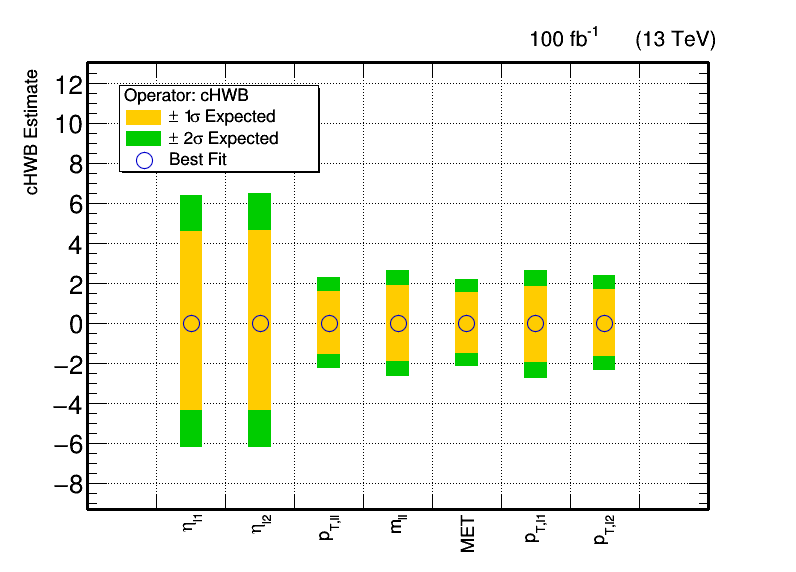 100 fb-1 (13 TeV)
cHWB Estimate
12
10
8
6
4
2
0
−2
−4
−6
−8
Operator: cHWB
± 1σ Expected
± 2σ Expected
Best Fit
ηl1
ηl2
pT,ll
mll
MET
pT,l1
pT,l2